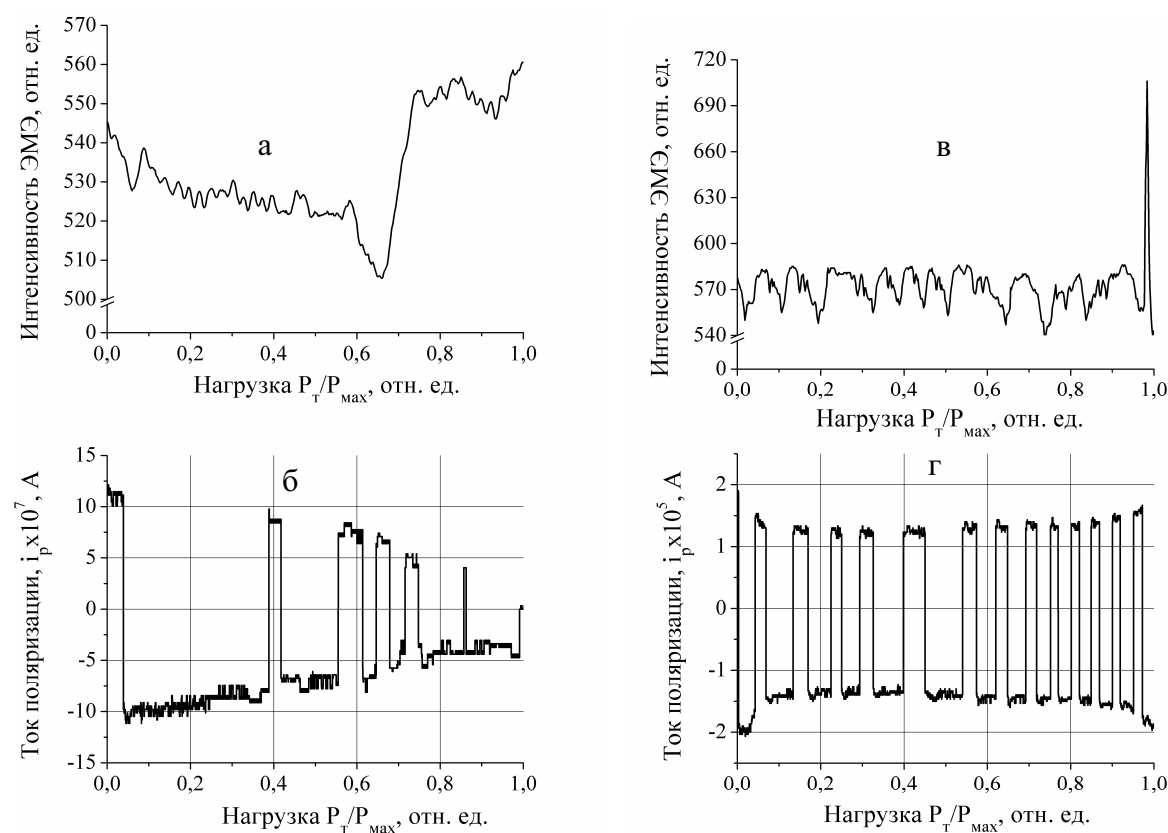 Интенсивность ЭМЭ, отн. ед.
570
560
550
540
530
520
510
500
0
а
0,0 0,2 0,4 0,6 0,8 1,0
Нагрузка Pт/Pмах, отн. ед.
Интенсивность ЭМЭ, отн. ед.
720
690
660
630
600
570
540
0
в
0,0 0,2 0,4 0,6 0,8 1,0
Нагрузка Pт/Pмах, отн. ед.
Ток поляризации, ipx10⁷, А
15
10
5
0
-5
-10
-15
б
0,0 0,2 0,4 0,6 0,8 1,0
Нагрузка Pт/Pмах, отн. ед.
Ток поляризации, ipx10⁵, А
2
1
0
-1
-2
г
0,0 0,2 0,4 0,6 0,8 1,0
Нагрузка Pт/Pмах, отн. ед.